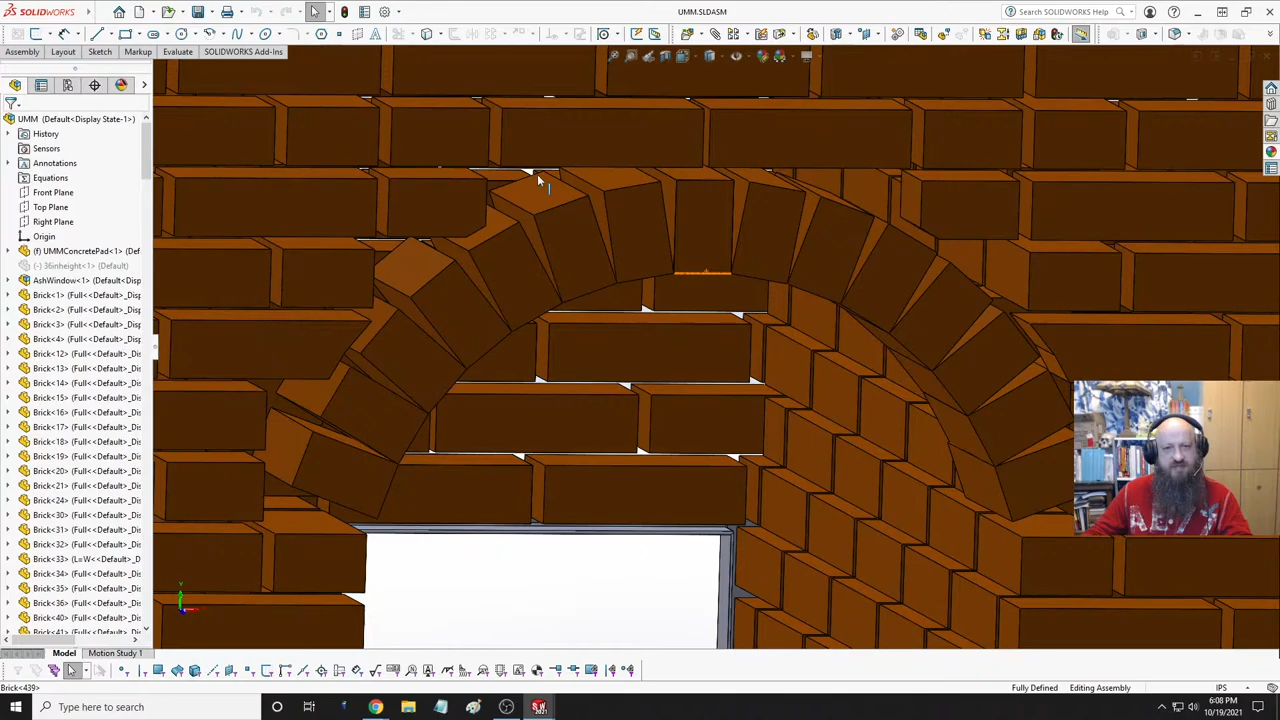 SOLIDWORKS
UMM.SLDASM
Search SOLIDWORKS Help
Assembly
Layout
Sketch
Markup
Evaluate
SOLIDWORKS Add-Ins
UMM (Default<Display State-1>)
History
Sensors
Annotations
Equations
Front Plane
Top Plane
Right Plane
Origin
(f) UMMConcretePad<1> (Def
(-) 36inheight<1> (Default)
AshWindow<1> (Default<Disp
Brick<1> (Full<<Default>_Disp
Brick<2> (Full<<Default>_Disp
Brick<3> (Full<<Default>_Disp
Brick<4> (Full<<Default>_Disp
Brick<12> (Full<<Default>_Dis
Brick<13> (Full<<Default>_Dis
Brick<14> (Full<<Default>_Dis
Brick<15> (Full<<Default>_Dis
Brick<16> (Full<<Default>_Dis
Brick<17> (Full<<Default>_Dis
Brick<18> (Full<<Default>_Dis
Brick<19> (Full<<Default>_Dis
Brick<20> (Full<<Default>_Dis
Brick<21> (Full<<Default>_Dis
Brick<24> (Full<<Default>_Dis
Brick<30> (Full<<Default>_Dis
Brick<31> (Full<<Default>_Dis
Brick<32> (Full<<Default>_Dis
Brick<33> (L=W<<Default>_D
Brick<34> (Full<<Default>_Dis
Brick<35> (Full<<Default>_Dis
Brick<36> (Full<<Default>_Dis
Brick<40> (Full<<Default>_Dis
Brick<41> (Full<<Default>_Dis
Model
Motion Study 1
Brick<439>
Fully Defined
Editing Assembly
IPS
Type here to search
6:08 PM
10/19/2021